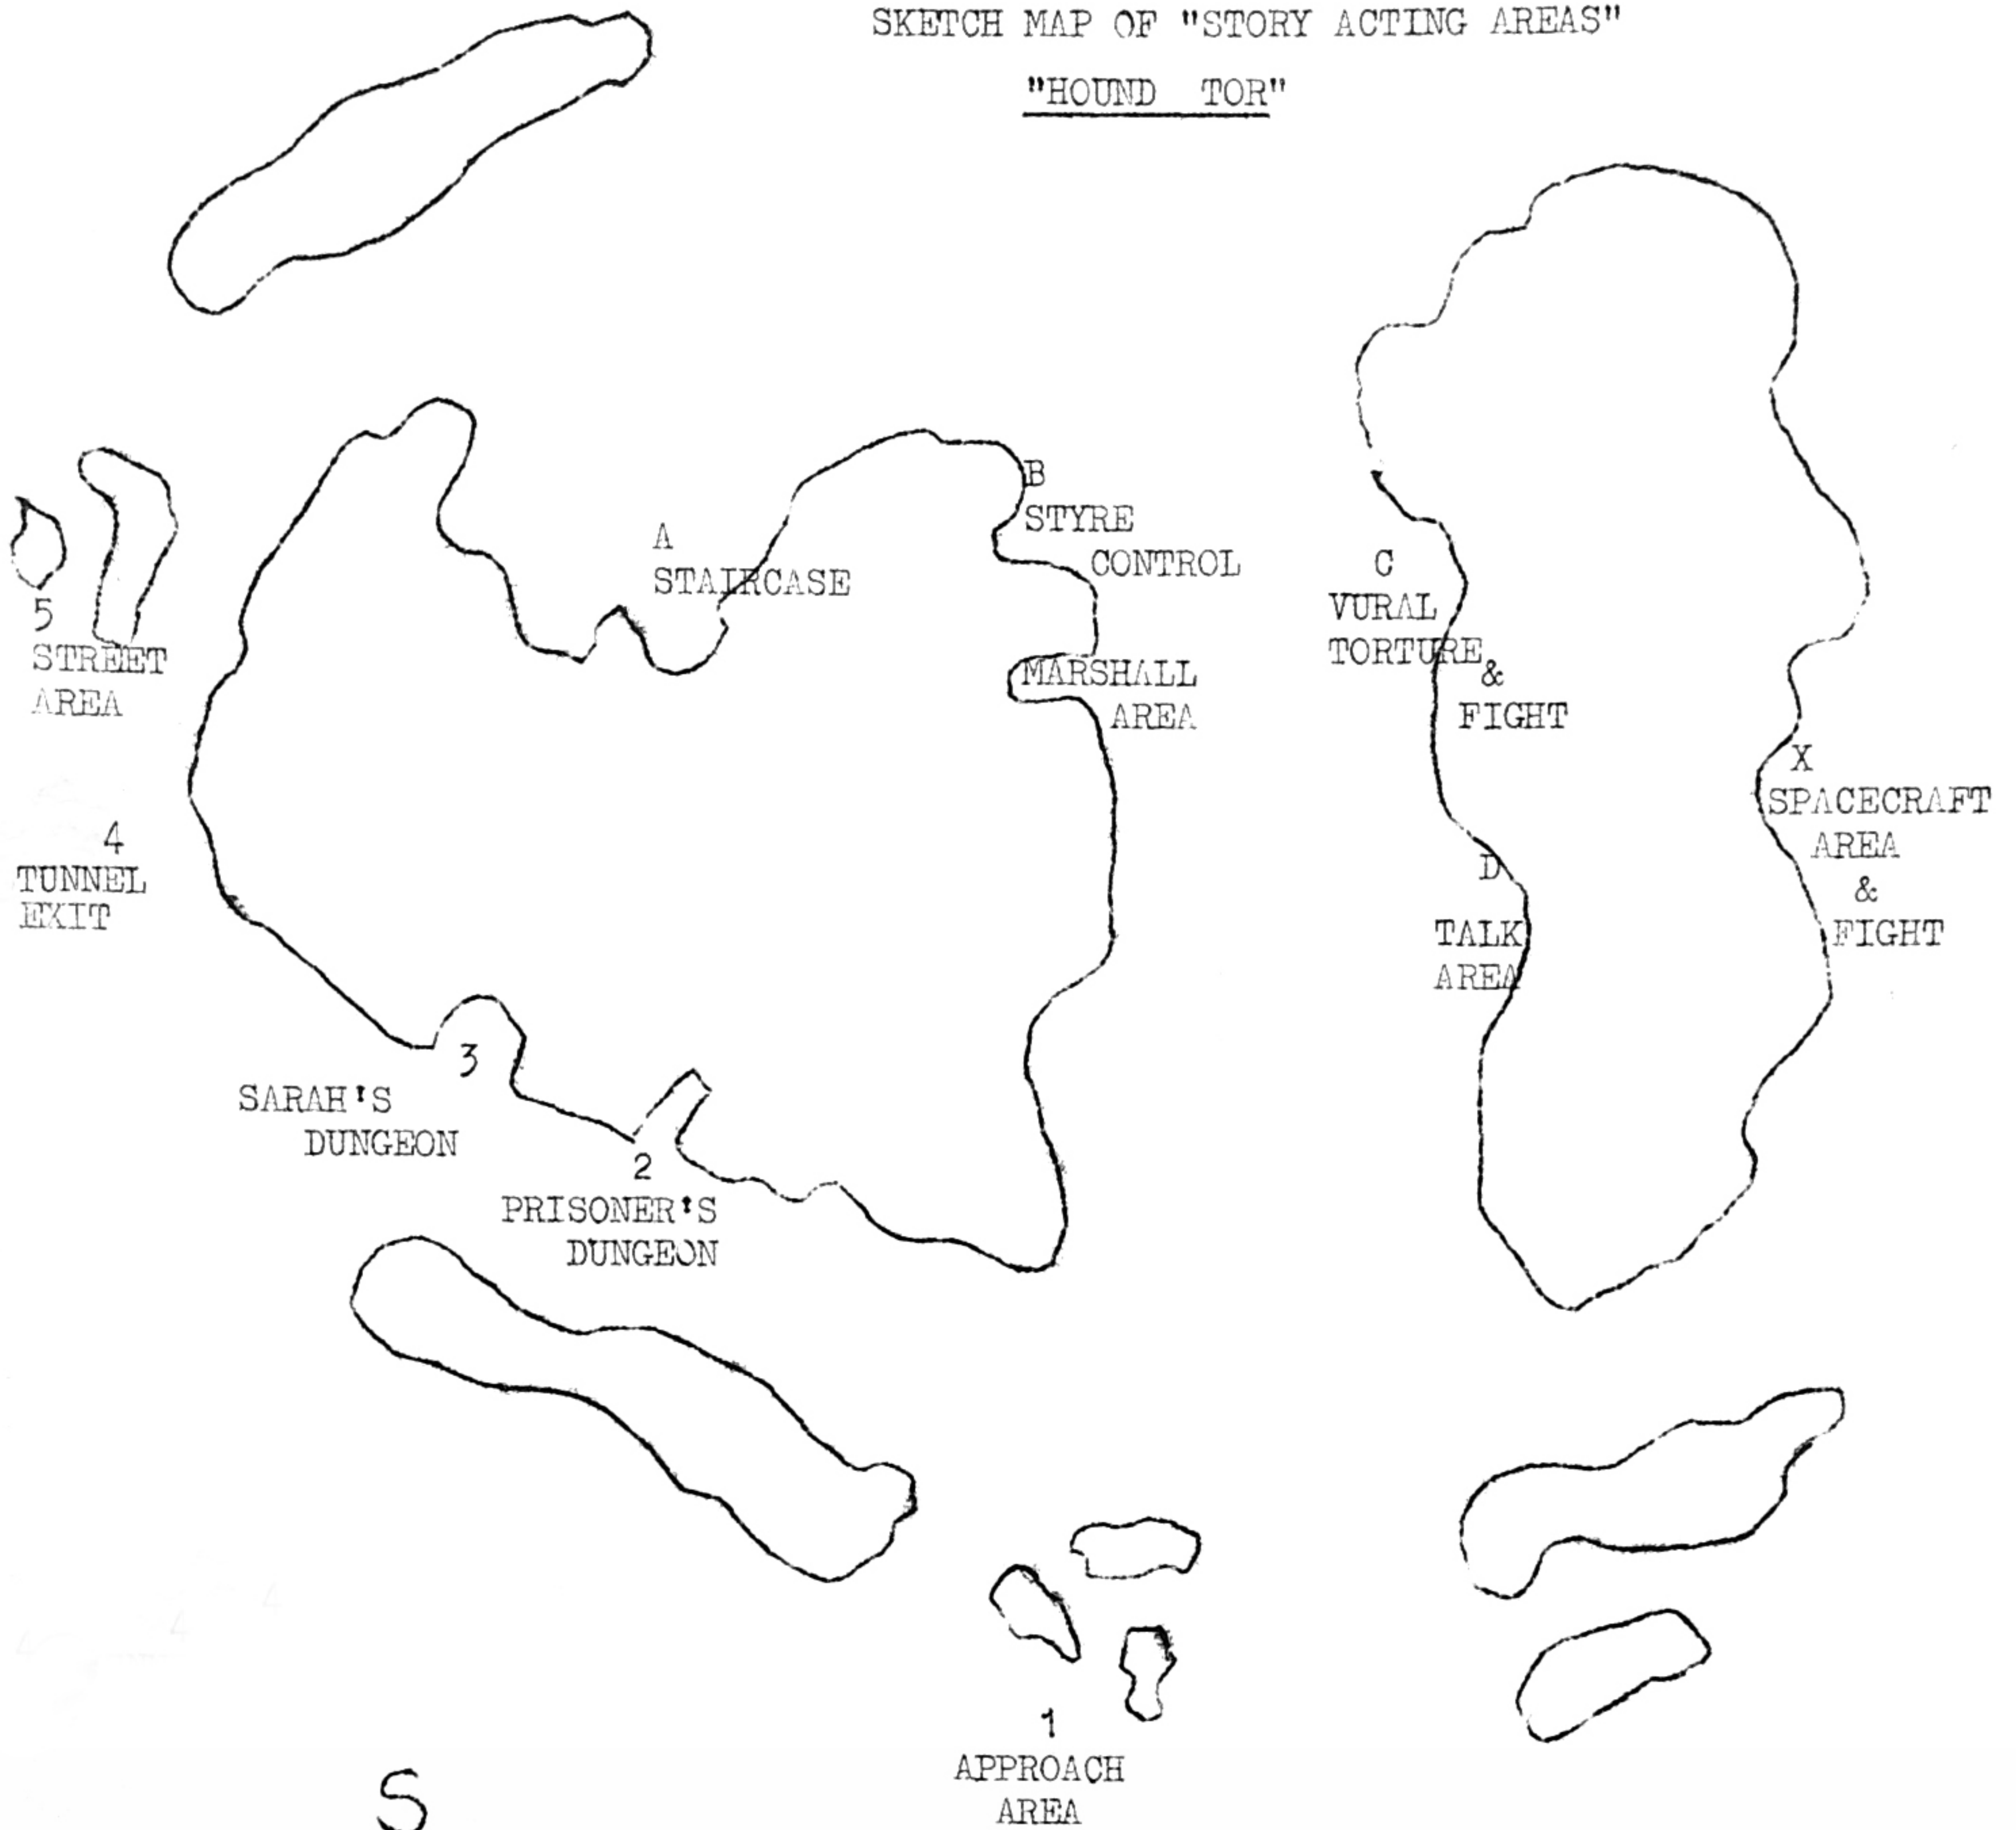 SKETCH MAP OF "STORY ACTING AREAS"
"HOUND TOR"
B
STYRE
CONTROL
A
STAIRCASE
C
VURAL
TORTURE
&
FIGHT
5
STREET
AREA
MARSHALL
AREA
X
SPACECRAFT
AREA
&
FIGHT
4
TUNNEL
EXIT
D
TALK
AREA
3
SARAH'S
DUNGEON
2
PRISONER'S
DUNGEON
1
APPROACH
AREA
S